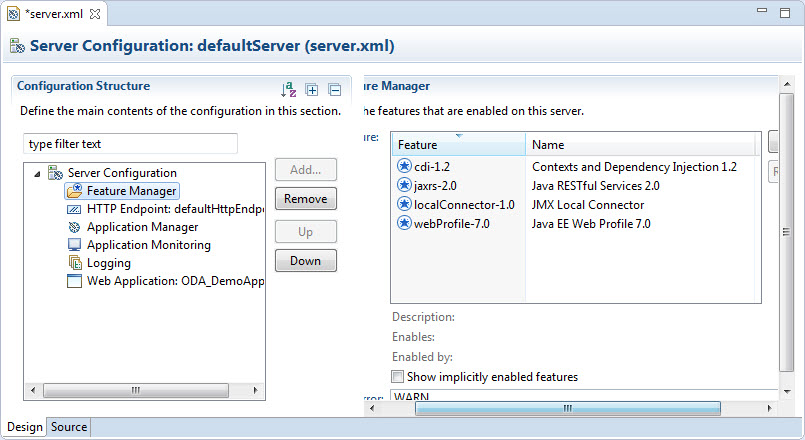 *server.xml
Server Configuration: defaultServer (server.xml)
Configuration Structure
Define the main contents of the configuration in this section.
type filter text
Server Configuration
Feature Manager
HTTP Endpoint: defaultHttpEndpo
Application Manager
Application Monitoring
Logging
Web Application: ODA_DemoApp
Add...
Remove
Up
Down
ure Manager
he features that are enabled on this server.
ure:
Feature Name
cdi-1.2 Contexts and Dependency Injection 1.2
jaxrs-2.0 Java RESTful Services 2.0
localConnector-1.0 JMX Local Connector
webProfile-7.0 Java EE Web Profile 7.0
R
Description:
Enables:
Enabled by:
Show implicitly enabled features
WARN
Design Source